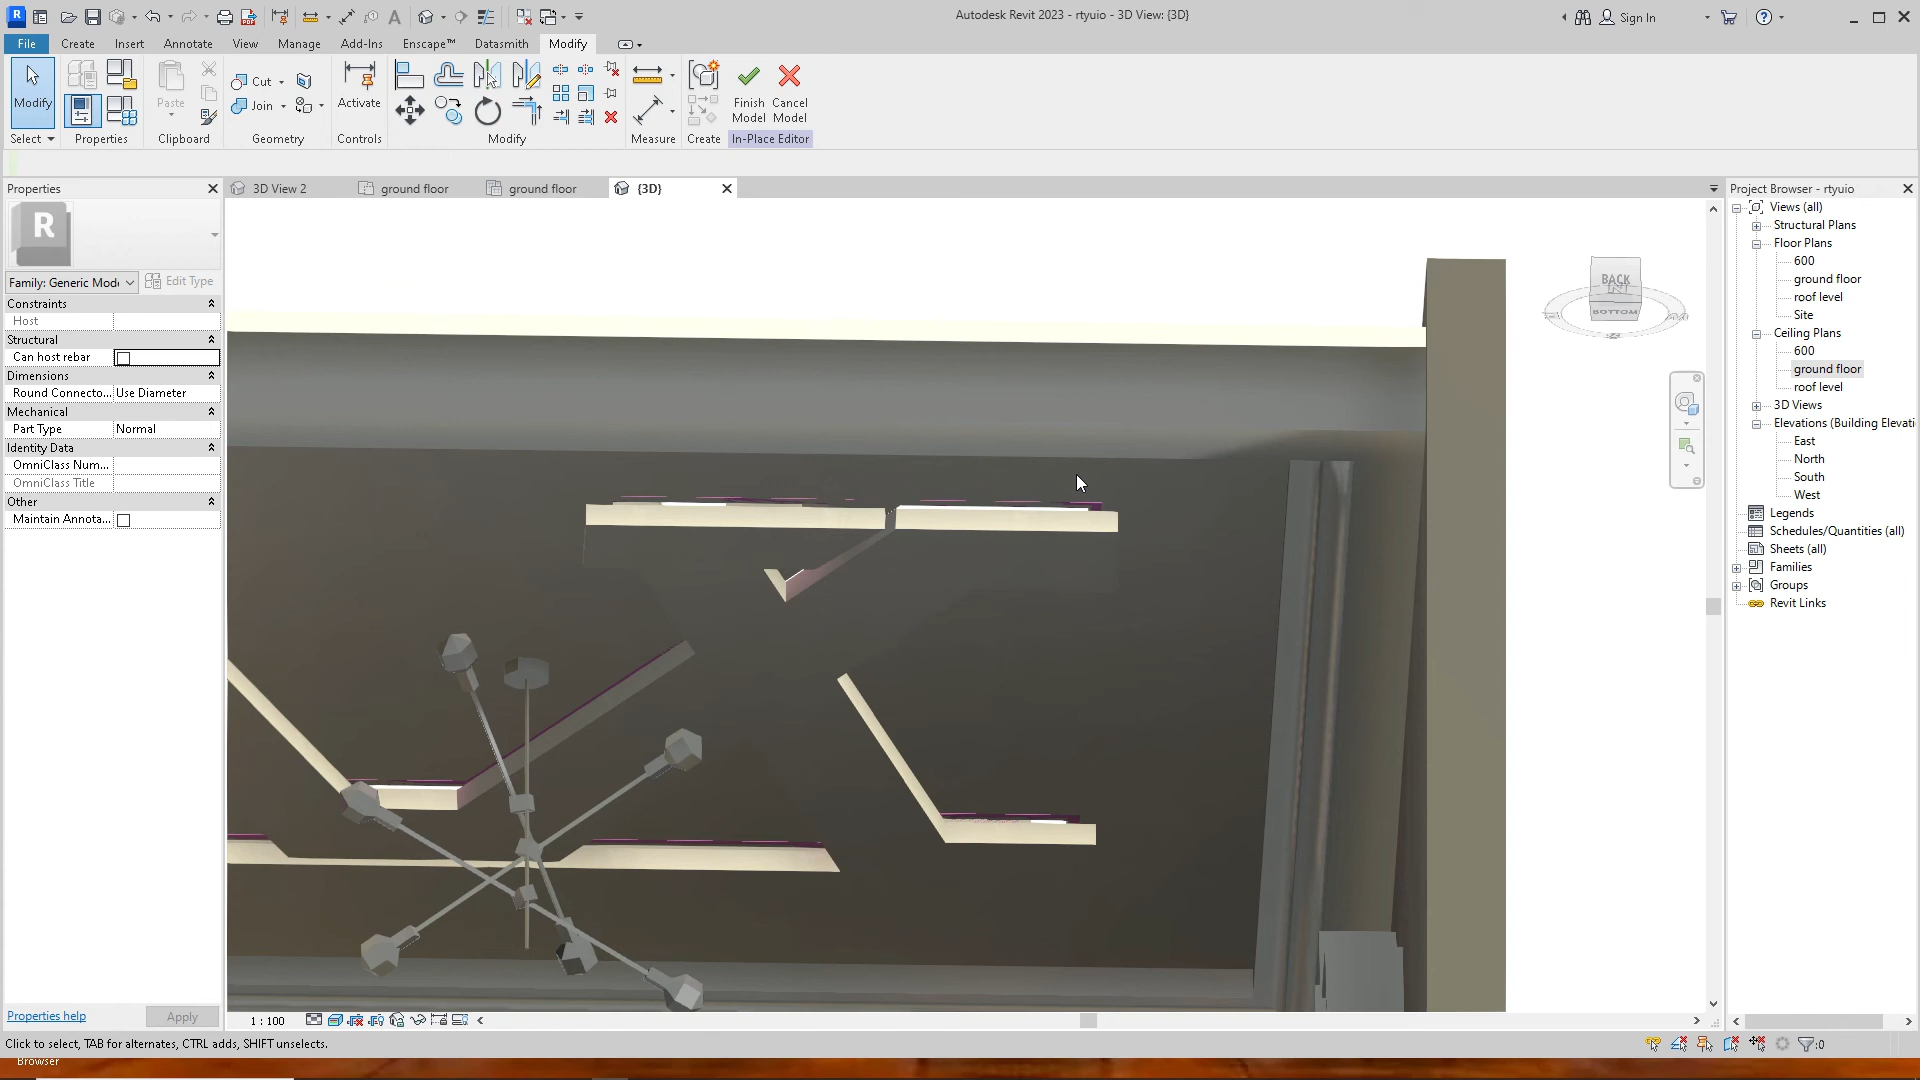 Autodesk Revit 2023 - rtyuio - 3D View: {3D}
Sign In
File Create Insert Annotate View Manage Add-Ins Enscape™ Datasmith Modify
Modify
Paste
Cut
Join
Activate
Finish Model
Cancel Model
Select Properties Clipboard Geometry Controls Modify Measure Create In-Place Editor
Properties
3D View 2
ground floor
ground floor
{3D}
Project Browser - rtyuio
R
Family: Generic Mode
Edit Type
Constraints
Host
Structural
Can host rebar
Dimensions
Round Connecto... Use Diameter
Mechanical
Part Type Normal
Identity Data
OmniClass Num...
OmniClass Title
Other
Maintain Annota...
Properties help
Apply
BACK
BOTTOM
Views (all)
Structural Plans
Floor Plans
600
ground floor
roof level
Site
Ceiling Plans
600
ground floor
roof level
3D Views
Elevations (Building Elevati
East
North
South
West
Legends
Schedules/Quantities (all)
Sheets (all)
Families
Groups
Revit Links
1 : 100
Click to select, TAB for alternates, CTRL adds, SHIFT unselects.
:0
Browser